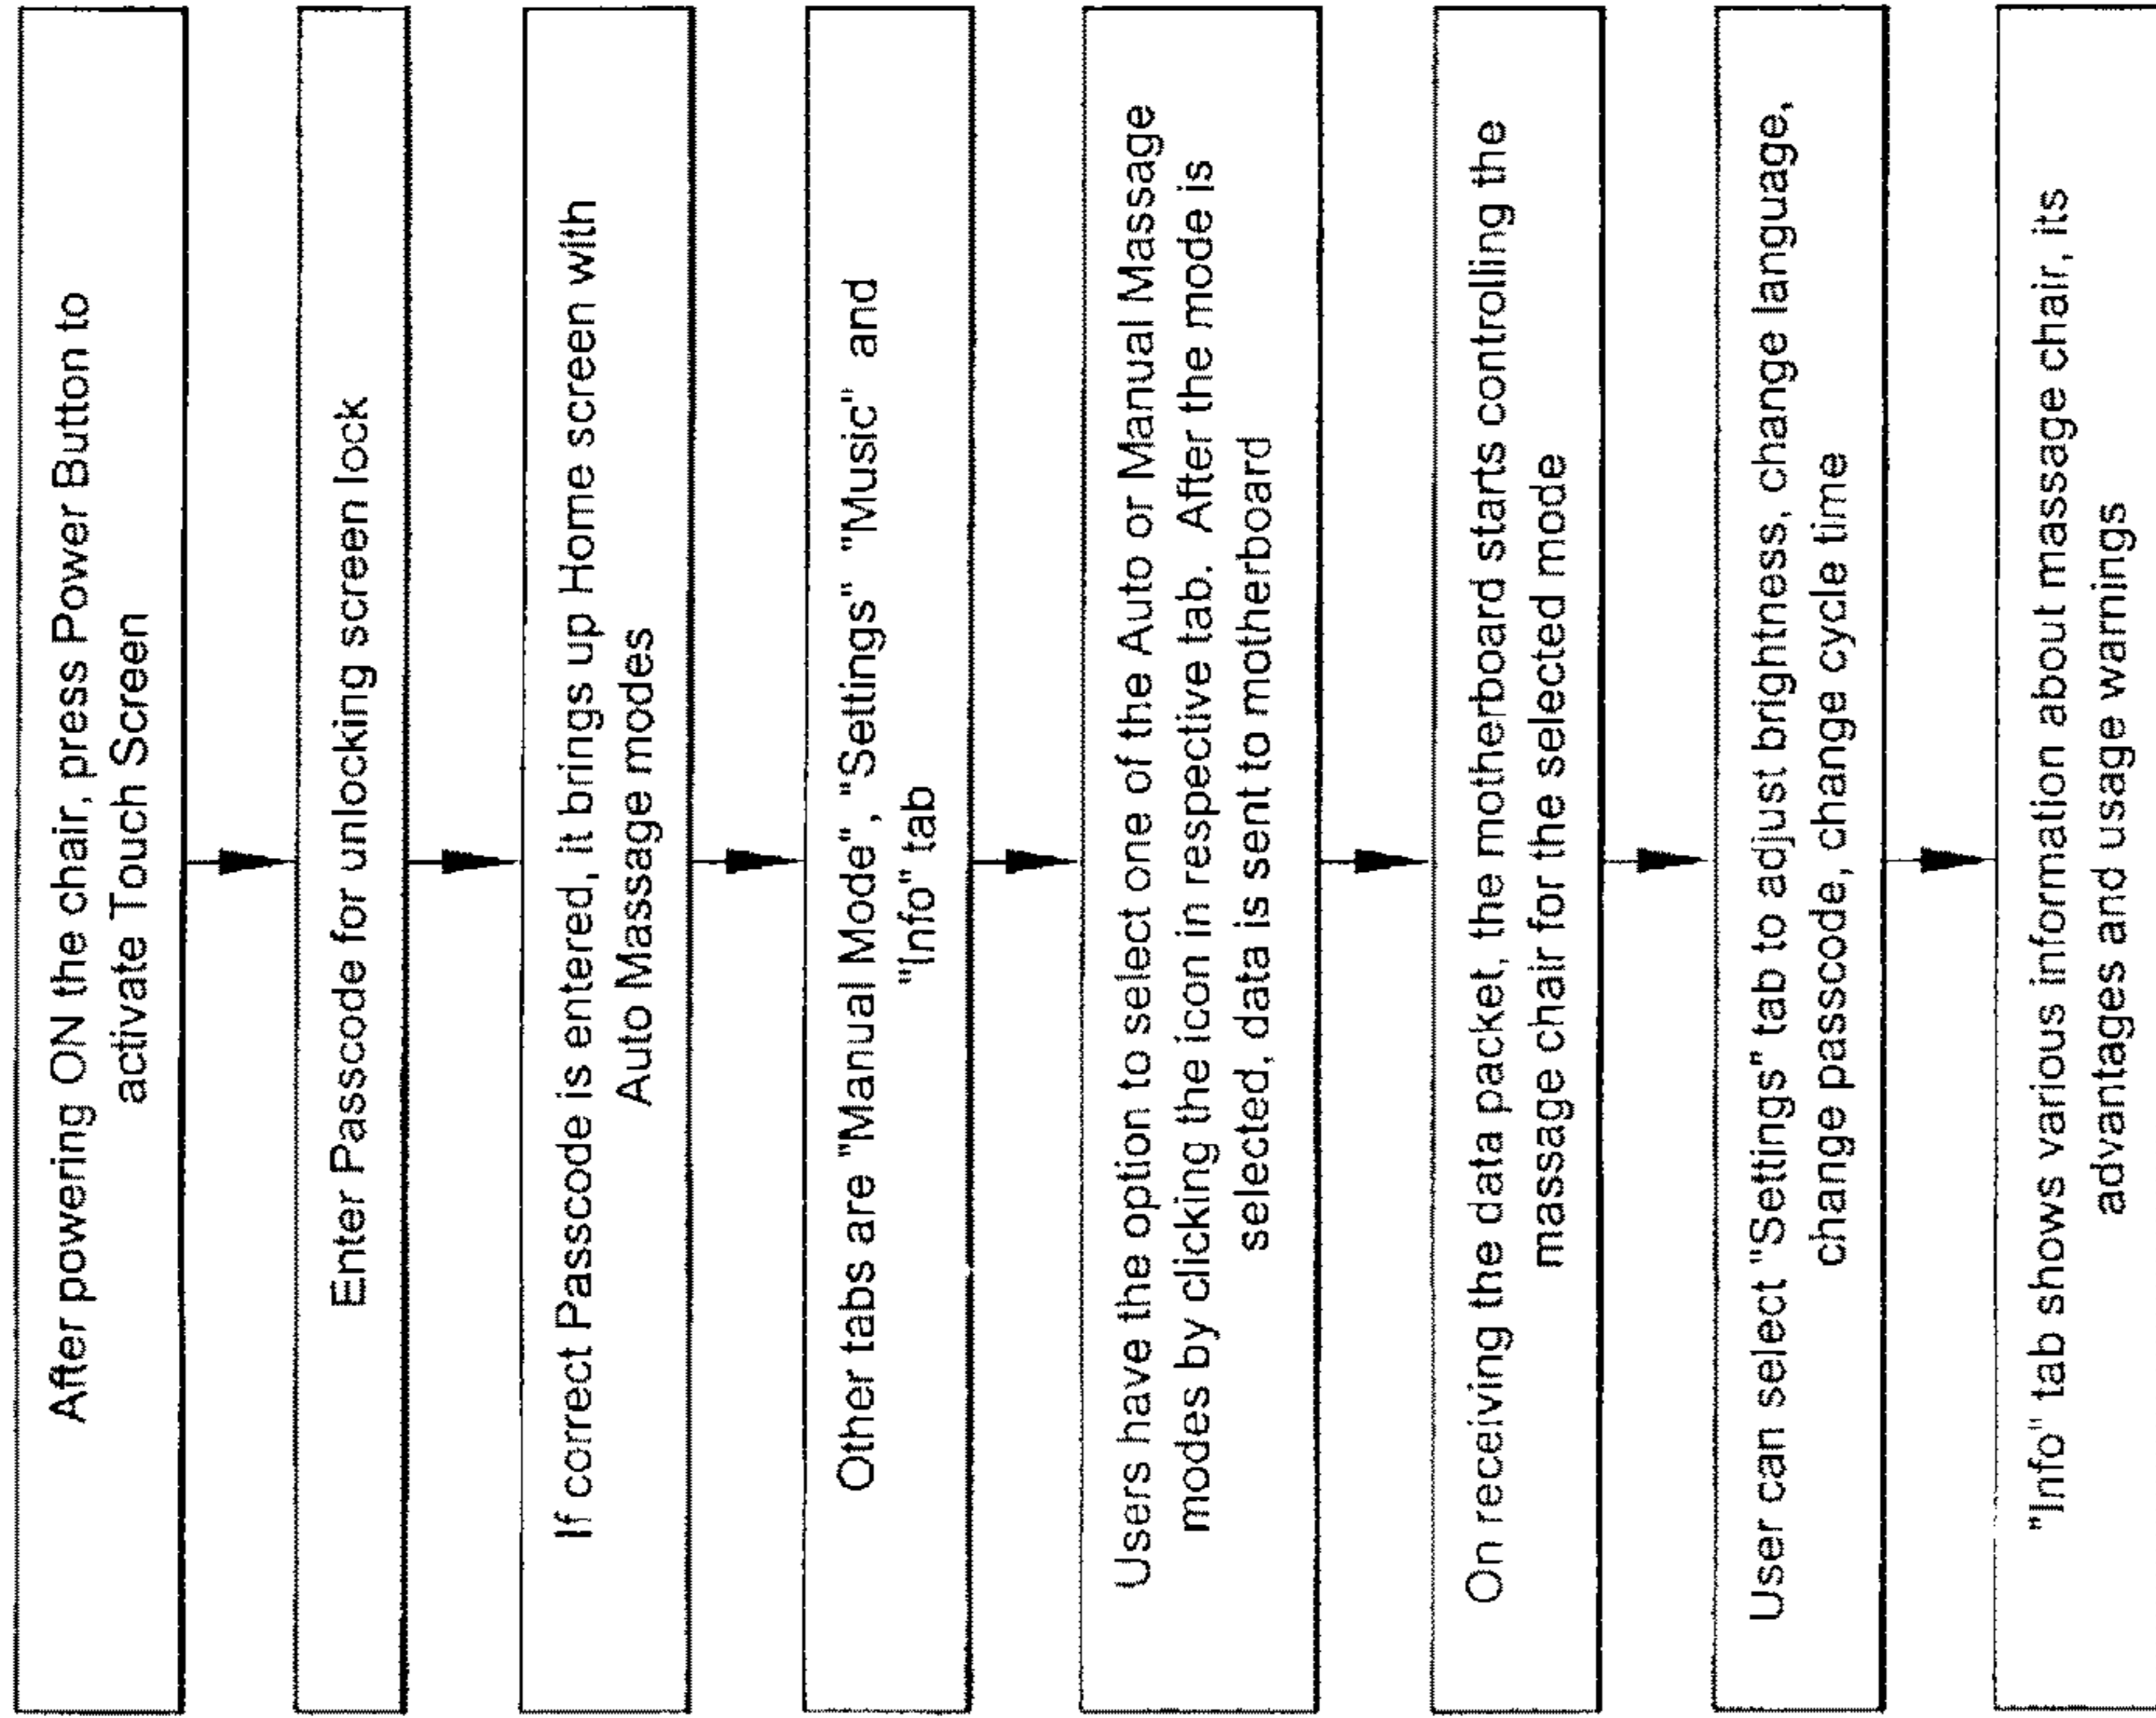 After powering ON the chair, press Power Button to
activate Touch Screen
Enter Passcode for unlocking screen lock
If correct Passcode is entered, it brings up Home screen with
Auto Massage modes
Other tabs are "Manual Mode", "Settings" "Music" and
"Info" tab
Users have the option to select one of the Auto or Manual Massage
modes by clicking the icon in respective tab. After the mode is
selected, data is sent to motherboard
On receiving the data packet, the motherboard starts controlling the
massage chair for the selected mode
User can select "Settings" tab to adjust brightness, change language,
change passcode, change cycle time
"Info" tab shows various information about massage chair, its
advantages and usage warnings